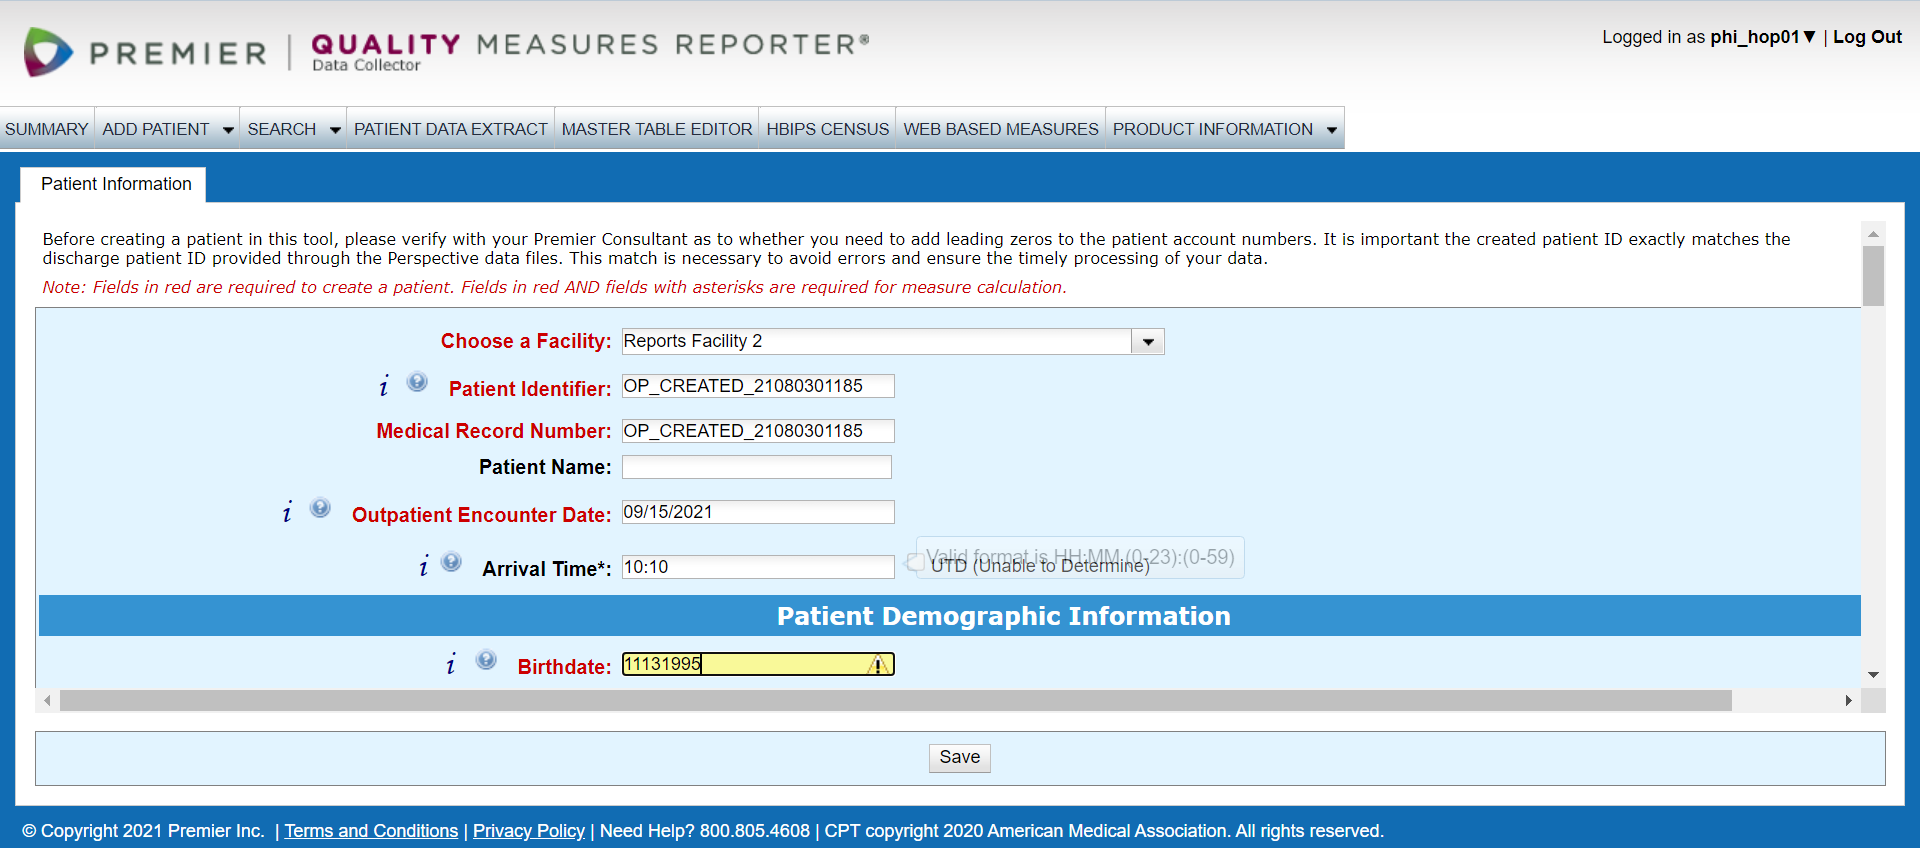 PREMIER | QUALITY MEASURES REPORTER®
Data Collector
Logged in as phi_hop01▼ | Log Out
SUMMARY ADD PATIENT SEARCH PATIENT DATA EXTRACT MASTER TABLE EDITOR HBIPS CENSUS WEB BASED MEASURES PRODUCT INFORMATION
Patient Information
Before creating a patient in this tool, please verify with your Premier Consultant as to whether you need to add leading zeros to the patient account numbers. It is important the created patient ID exactly matches the
discharge patient ID provided through the Perspective data files. This match is necessary to avoid errors and ensure the timely processing of your data.
Note: Fields in red are required to create a patient. Fields in red AND fields with asterisks are required for measure calculation.
Choose a Facility: Reports Facility 2
i ? Patient Identifier: OP_CREATED_21080301185
Medical Record Number: OP_CREATED_21080301185
Patient Name:
i ? Outpatient Encounter Date: 09/15/2021
Valid format is HH:MM (0-23):(0-59)
i ? Arrival Time*: 10:10 UTD (Unable to Determine)
Patient Demographic Information
i ? Birthdate: 11131995
Save
© Copyright 2021 Premier Inc. | Terms and Conditions | Privacy Policy | Need Help? 800.805.4608 | CPT copyright 2020 American Medical Association. All rights reserved.